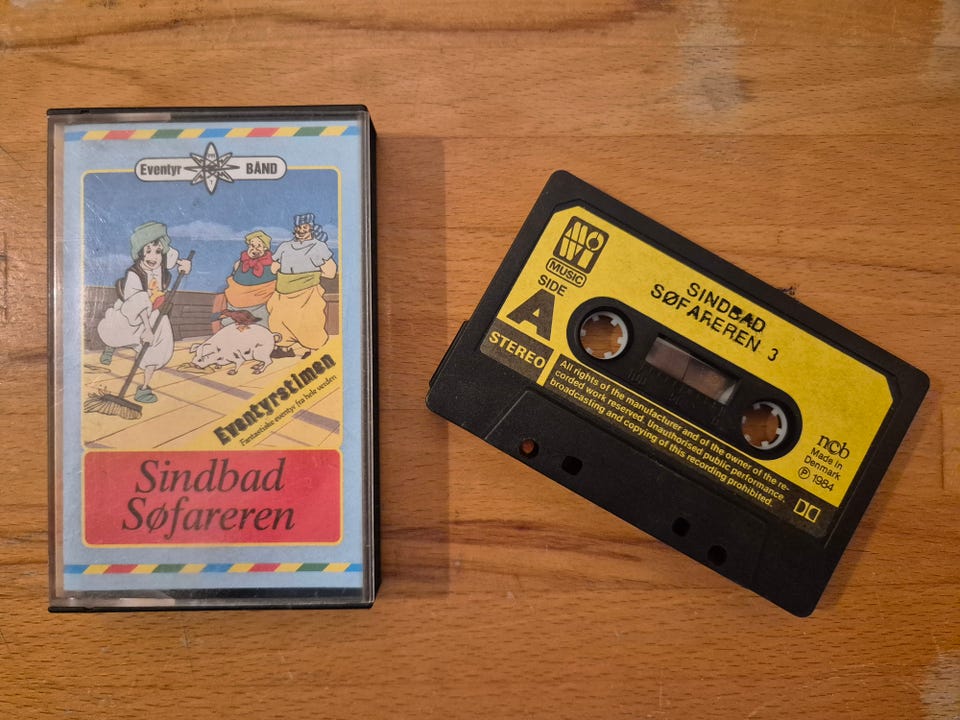 Eventyr BÅND
Eventyrstimen
Fantastiske eventyr fra hele verden
Sindbad
Søfareren
MOWI
MUSIC
SIDE
A
STEREO
SINDBAD
SØFAREREN 3
All rights of the manufacturer and of the owner of the re-
corded work reserved. Unauthorised public performance,
broadcasting and copying of this recording prohibited.
ncb
Made in
Denmark
℗ 1984